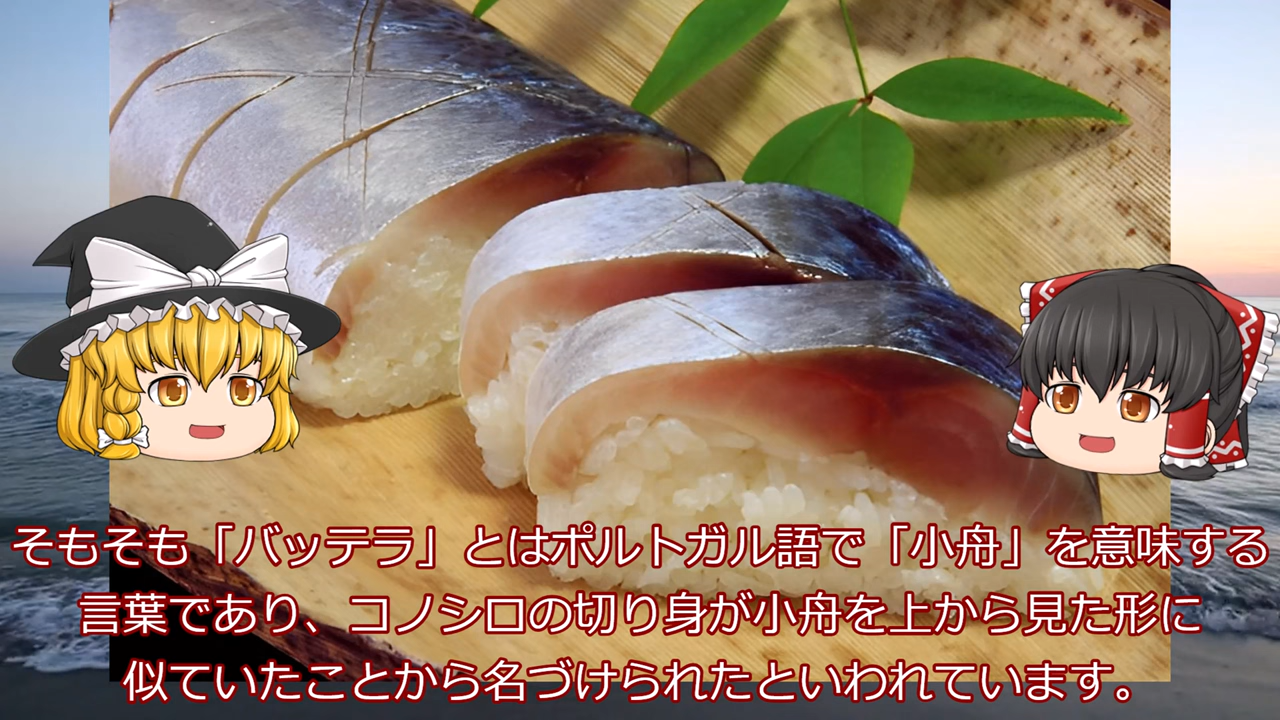 そもそも「バッテラ」とはポルトガル語で「小舟」を意味する
言葉であり、コノシロの切り身が小舟を上から見た形に
似ていたことから名づけられたといわれています。